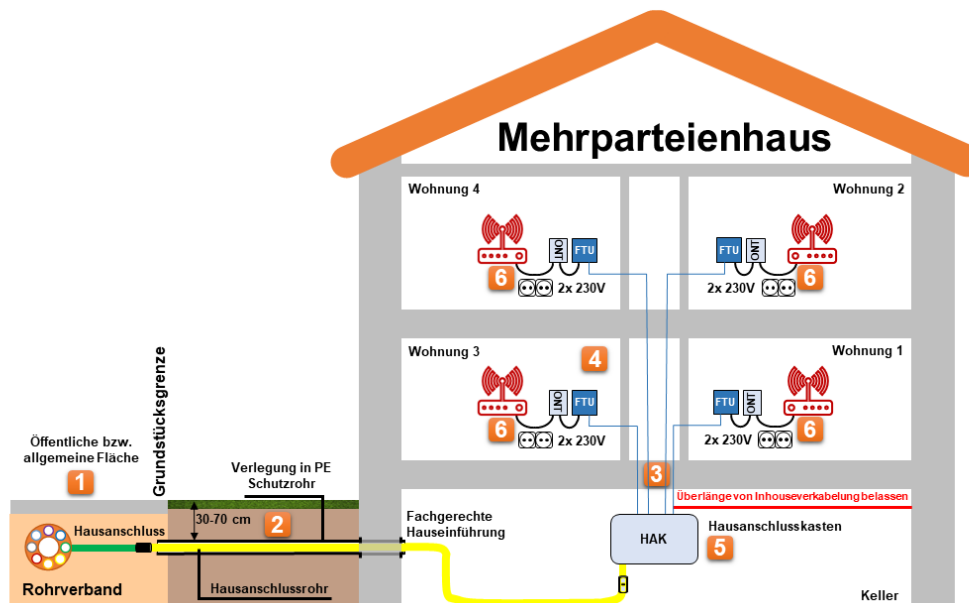 Mehrparteienhaus
Wohnung 4
Wohnung 2
ONT
FTU
FTU
ONT
6
2x 230V
2x 230V
6
Wohnung 3
4
Wohnung 1
ONT
FTU
FTU
ONT
6
2x 230V
2x 230V
6
Grundstücksgrenze
Öffentliche bzw.
allgemeine Fläche
1
Verlegung in PE
Schutzrohr
3
Überlänge von Inhouseverkabelung belassen
30-70 cm
2
Fachgerechte
Hauseinführung
Hausanschluss
HAK
Hausanschlusskasten
5
Rohrverband
Hausanschlussrohr
Keller